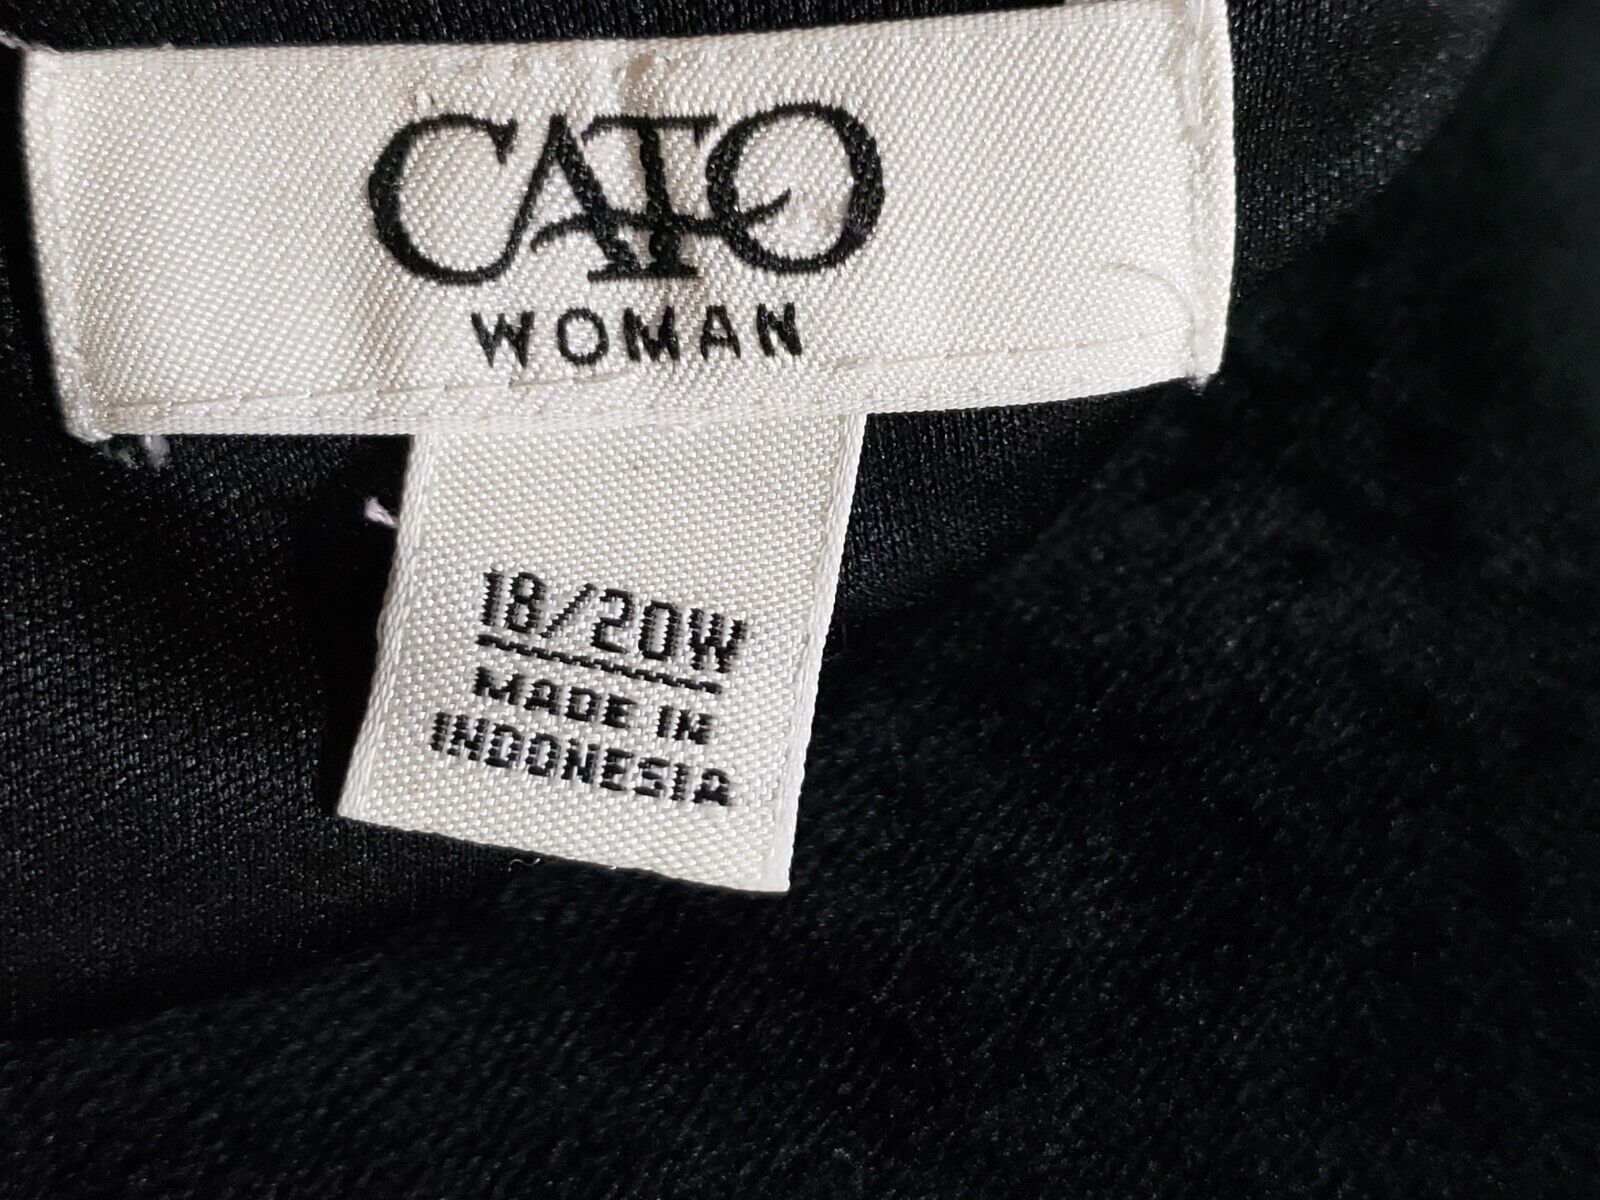 CATO
WOMAN
18/20W
MADE IN
INDONESIA